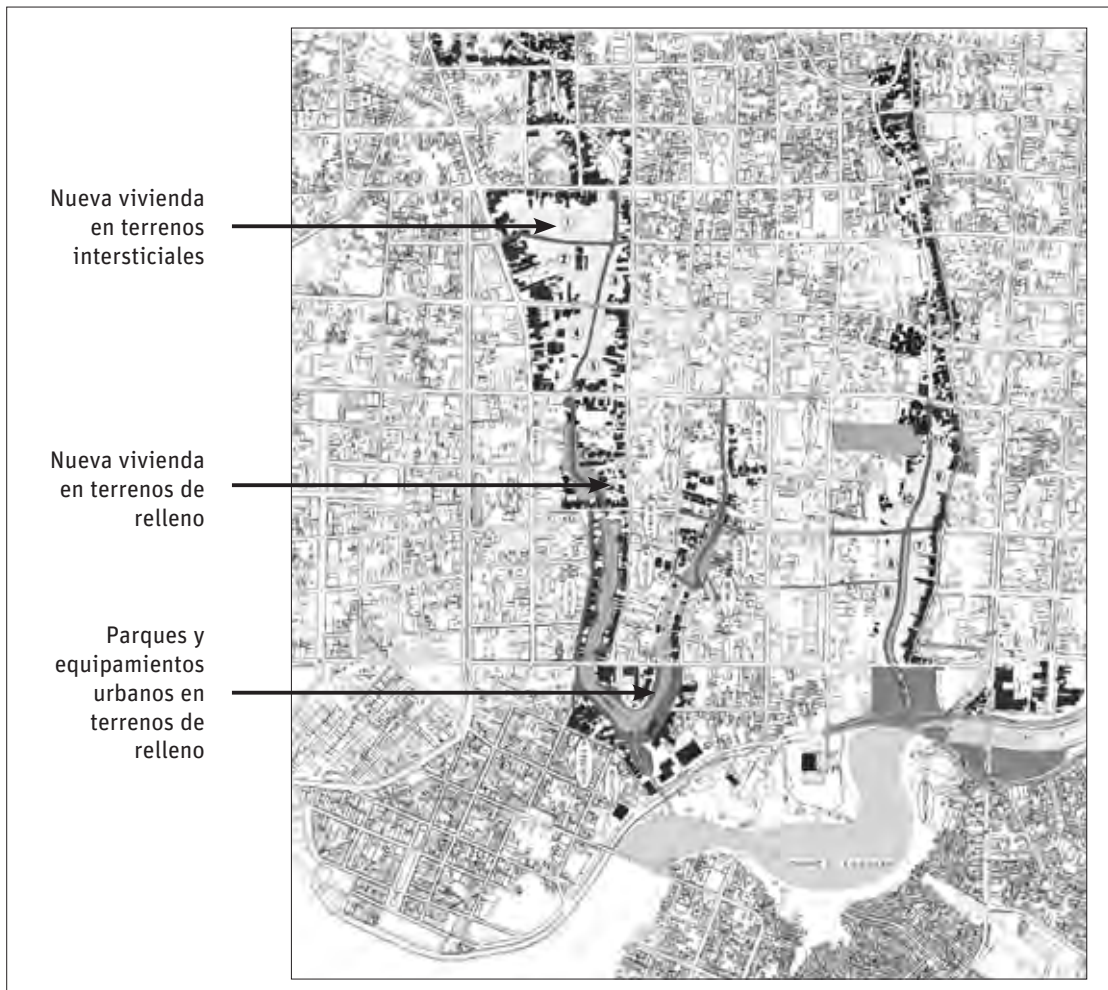 Nueva vivienda
en terrenos
intersticiales
Nueva vivienda
en terrenos de
relleno
Parques y
equipamientos
urbanos en
terrenos de
relleno